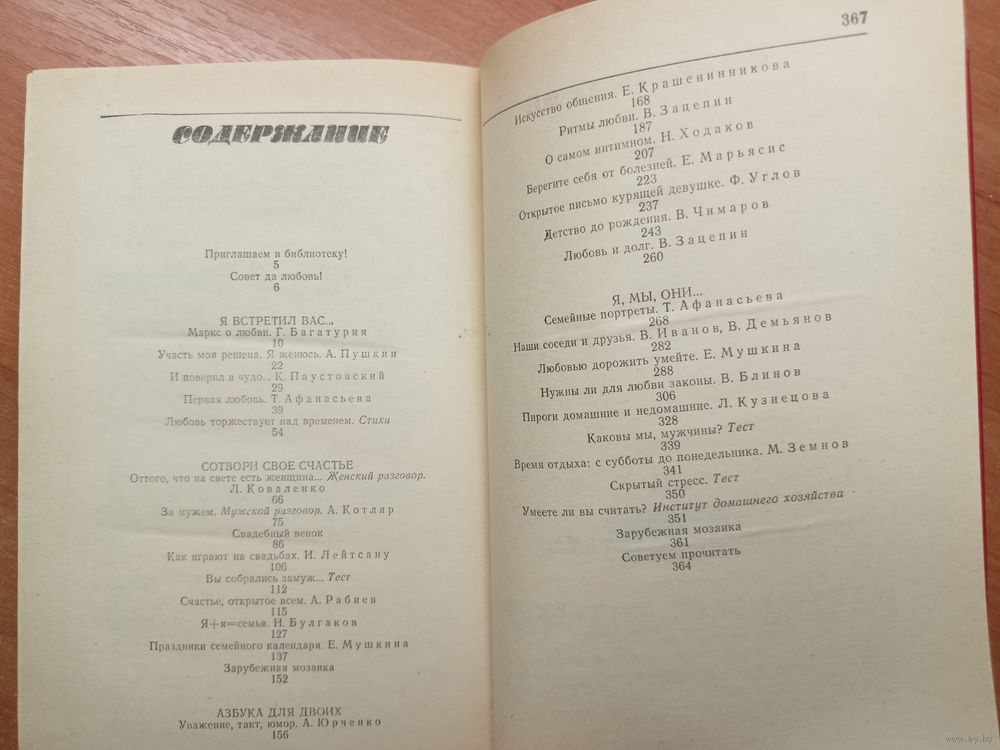 СОДЕРЖАНИЕ
Приглашаем в библиотеку!
5
Совет да любовь!
6
Я ВСТРЕТИЛ ВАС...
Маркс о любви. Г. Багатурия
10
Участь моя решена. Я женюсь. А. Пушкин
22
И поверил в чудо... К. Паустовский
29
Первая любовь. Т. Афанасьева
39
Любовь торжествует над временем. Стихи
54
СОТВОРИ СВОЕ СЧАСТЬЕ
Оттого, что на свете есть женщина... Женский разговор.
Л. Коваленко
66
За мужем. Мужской разговор. А. Котляр
75
Свадебный венок
86
Как играют на свадьбах. И. Лейтсану
106
Вы собрались замуж... Тест
112
Счастье, открытое всем. А. Рабиев
115
Я+я=семья. Н. Булгаков
127
Праздники семейного календаря. Е. Мушкина
137
Зарубежная мозаика
152
АЗБУКА ДЛЯ ДВОИХ
Уважение, такт, юмор. А. Юрченко
156
367
Искусство общения. Е. Крашенинникова
168
Ритмы любви. В. Зацепин
187
О самом интимном. Н. Ходаков
207
Берегите себя от болезней. Е. Марьясис
223
Открытое письмо курящей девушке. Ф. Углов
237
Детство до рождения. В. Чимаров
243
Любовь и долг. В. Зацепин
260
Я, МЫ, ОНИ...
Семейные портреты. Т. Афанасьева
268
Наши соседи и друзья. В. Иванов, В. Демьянов
282
Любовью дорожить умейте. Е. Мушкина
288
Нужны ли для любви законы. В. Блинов
306
Пироги домашние и недомашние. Л. Кузнецова
328
Каковы мы, мужчины? Тест
339
Время отдыха: с субботы до понедельника. М. Земнов
341
Скрытый стресс. Тест
350
Умеете ли вы считать? Институт домашнего хозяйства
351
Зарубежная мозаика
361
Советуем прочитать
364
www.ay.by